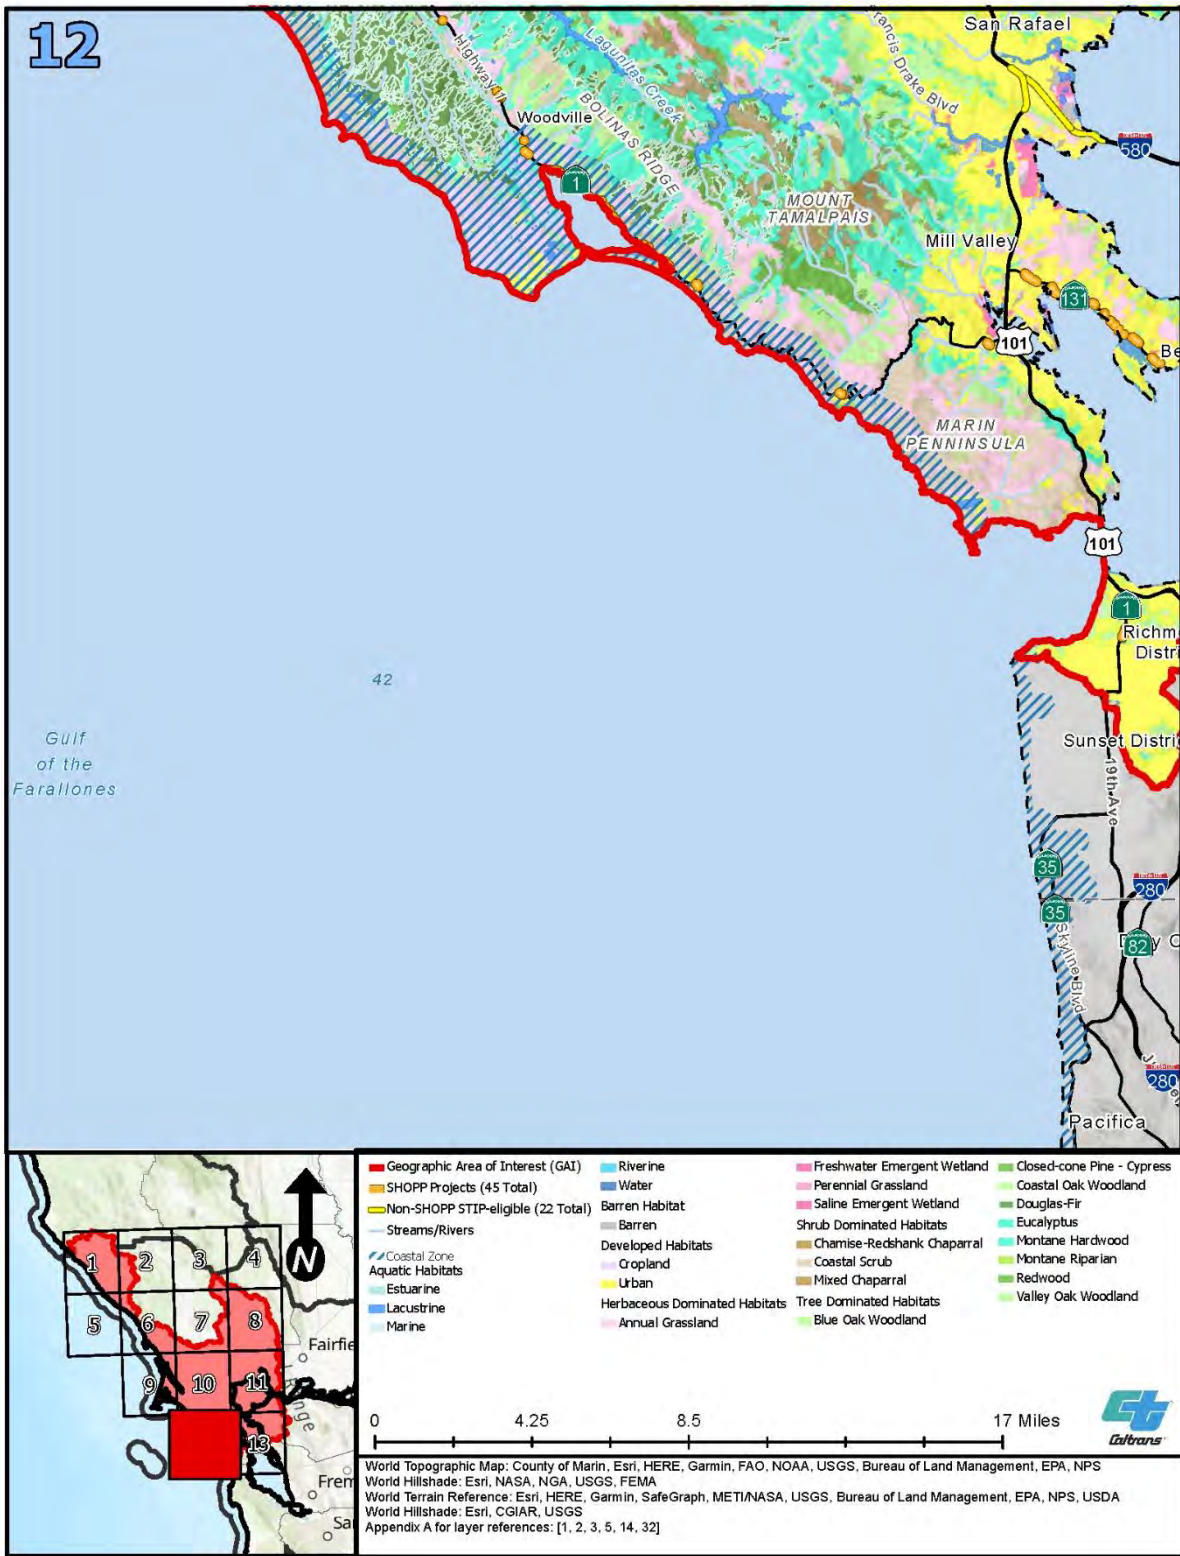 12
San Rafael
Francis Drake Blvd
Highway 1
Lagunitas
Creek
BOLINAS RIDGE
Woodville
580
1
MOUNT
TAMALPAIS
Mill Valley
131
101
Be
MARIN
PENNINSULA
101
1
Richm
Distri
42
Gulf
of the
Farallones
Sunset Distri
19th Ave
35
280
35
82
Skyline Blvd
280
Pacifica
1
2
3
4
5
6
7
8
9
10
11
13
N
Fairfie
Range
Frem
Sa
Geographic Area of Interest (GAI)
SHOPP Projects (45 Total)
Non-SHOPP STIP-eligible (22 Total)
Streams/Rivers
Coastal Zone
Aquatic Habitats
Estuarine
Lacustrine
Marine
Riverine
Water
Barren Habitat
Barren
Developed Habitats
Cropland
Urban
Herbaceous Dominated Habitats
Annual Grassland
Freshwater Emergent Wetland
Perennial Grassland
Saline Emergent Wetland
Shrub Dominated Habitats
Chamise-Redshank Chaparral
Coastal Scrub
Mixed Chaparral
Tree Dominated Habitats
Blue Oak Woodland
Closed-cone Pine - Cypress
Coastal Oak Woodland
Douglas-Fir
Eucalyptus
Montane Hardwood
Montane Riparian
Redwood
Valley Oak Woodland
0 4.25 8.5 17 Miles
Caltrans
World Topographic Map: County of Marin, Esri, HERE, Garmin, FAO, NOAA, USGS, Bureau of Land Management, EPA, NPS
World Hillshade: Esri, NASA, NGA, USGS, FEMA
World Terrain Reference: Esri, HERE, Garmin, SafeGraph, METI/NASA, USGS, Bureau of Land Management, EPA, NPS, USDA
World Hillshade: Esri, CGIAR, USGS
Appendix A for layer references: [1, 2, 3, 5, 14, 32]